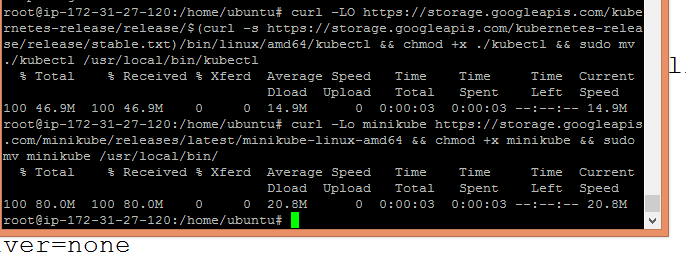 root@ip-172-31-27-120:/home/ubuntu# curl -LO https://storage.googleapis.com/kube
rnetes-release/release/$(curl -s https://storage.googleapis.com/kubernetes-relea
se/release/stable.txt)/bin/linux/amd64/kubectl && chmod +x ./kubectl && sudo mv
./kubectl /usr/local/bin/kubectl
% Total % Received % Xferd Average Speed Time Time Time Current
Dload Upload Total Spent Left Speed
100 46.9M 100 46.9M 0 0 14.9M 0 0:00:03 0:00:03 --:--:-- 14.9M
root@ip-172-31-27-120:/home/ubuntu# curl -Lo minikube https://storage.googleapis
.com/minikube/releases/latest/minikube-linux-amd64 && chmod +x minikube && sudo
mv minikube /usr/local/bin/
% Total % Received % Xferd Average Speed Time Time Time Current
Dload Upload Total Spent Left Speed
100 80.0M 100 80.0M 0 0 20.8M 0 0:00:03 0:00:03 --:--:-- 20.8M
root@ip-172-31-27-120:/home/ubuntu#
iver=none